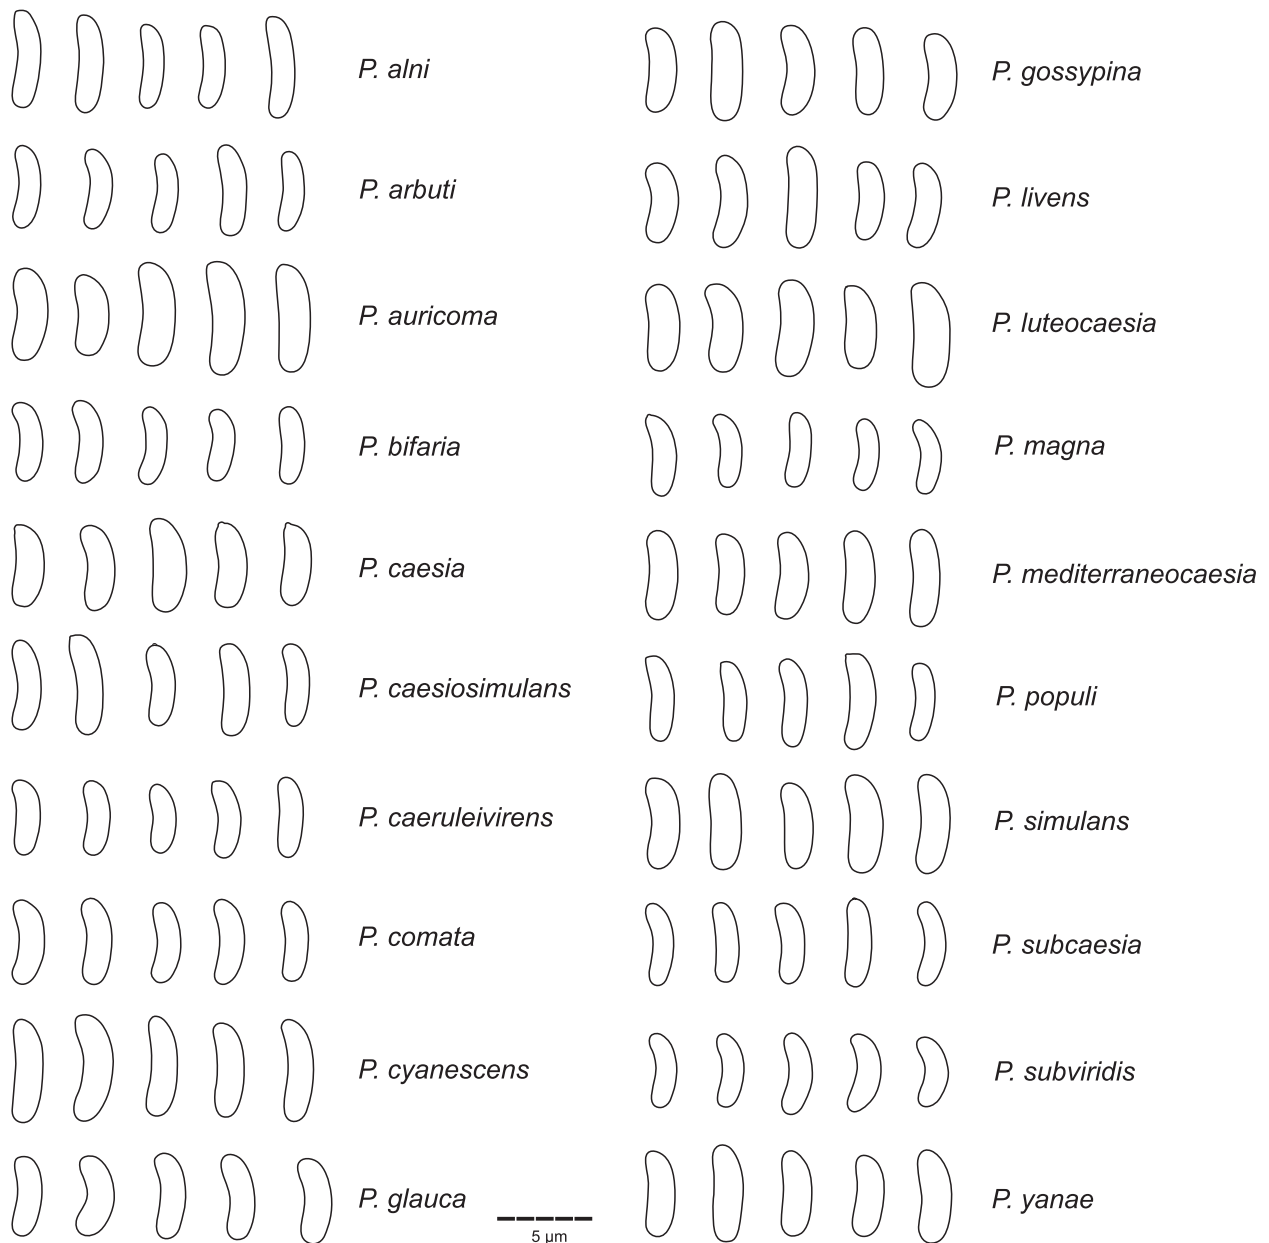 P. alni
P. arbuti
P. auricoma
P. bifaria
P. caesia
P. caesiosimulans
P. caeruleivirens
P. comata
P. cyanescens
P. glauca
5 µm
P. gossypina
P. livens
P. luteocaesia
P. magna
P. mediterraneocaesia
P. populi
P. simulans
P. subcaesia
P. subviridis
P. yanae